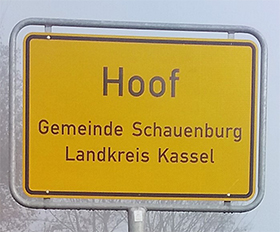 Hoof
Gemeinde Schauenburg
Landkreis Kassel